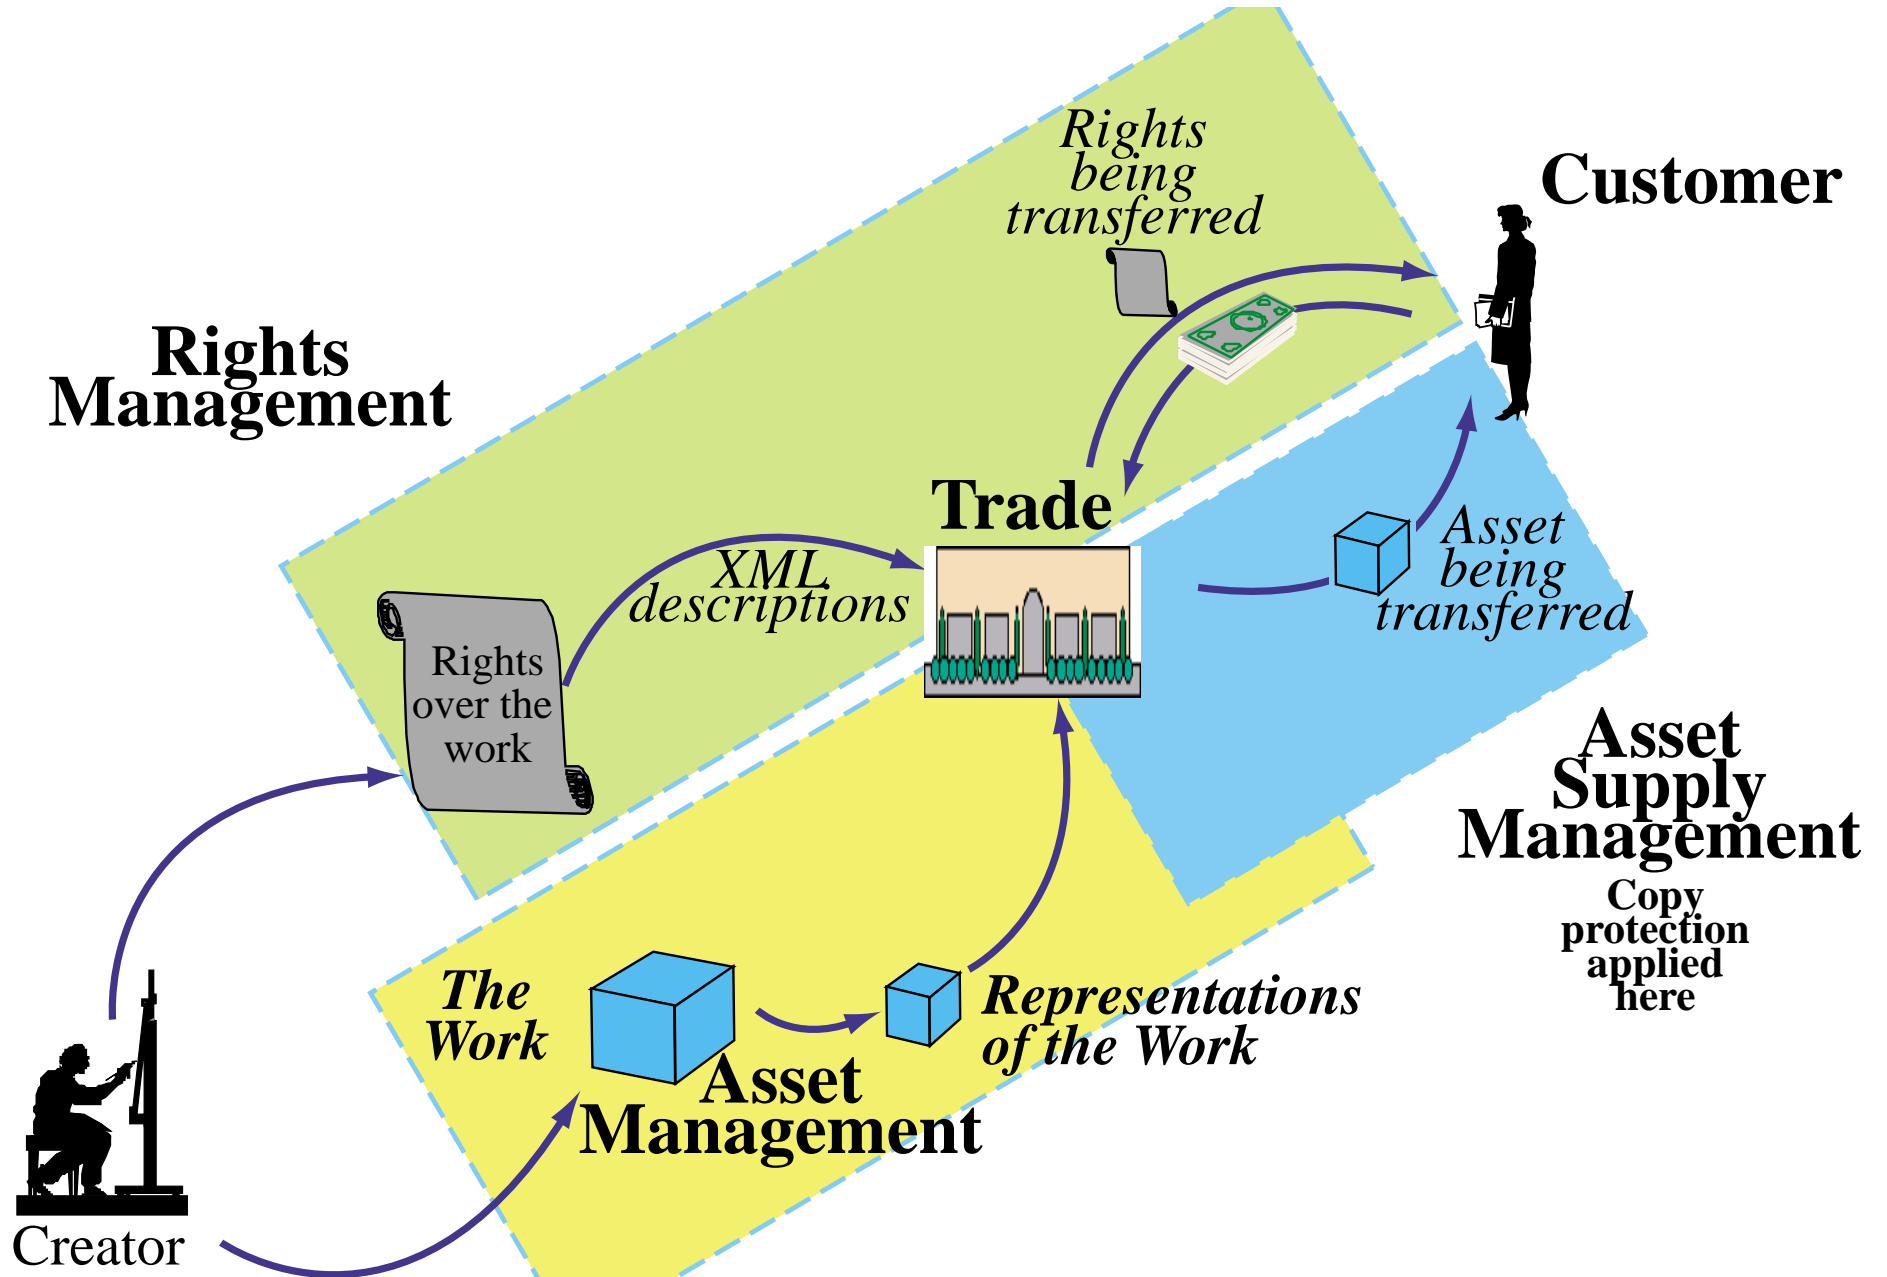 Rights
being
transferred
Customer
Rights
Management
Trade
XML
descriptions
Asset
being
transferred
Rights
over the
work
Asset
Supply
Management
Copy
protection
applied
here
The
Work
Representations
of the Work
Asset
Management
Creator